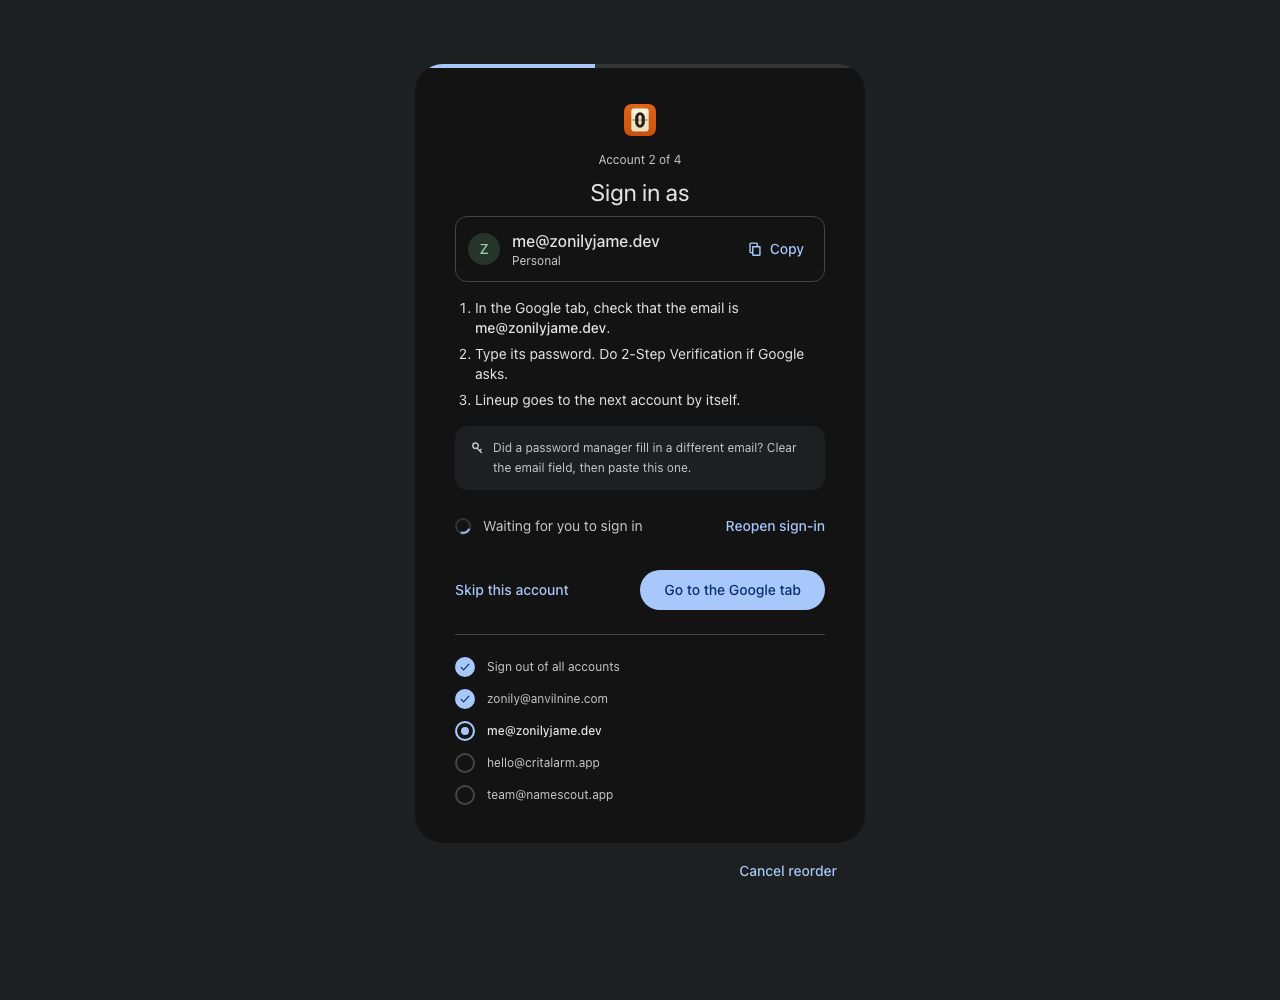 0
Account 2 of 4
Sign in as
Z
me@zonilyjame.dev
Personal
Copy
1. In the Google tab, check that the email is
me@zonilyjame.dev.
2. Type its password. Do 2-Step Verification if Google
asks.
3. Lineup goes to the next account by itself.
Did a password manager fill in a different email? Clear
the email field, then paste this one.
Waiting for you to sign in
Reopen sign-in
Skip this account
Go to the Google tab
Sign out of all accounts
zonily@anvilnine.com
me@zonilyjame.dev
hello@critalarm.app
team@namescout.app
Cancel reorder